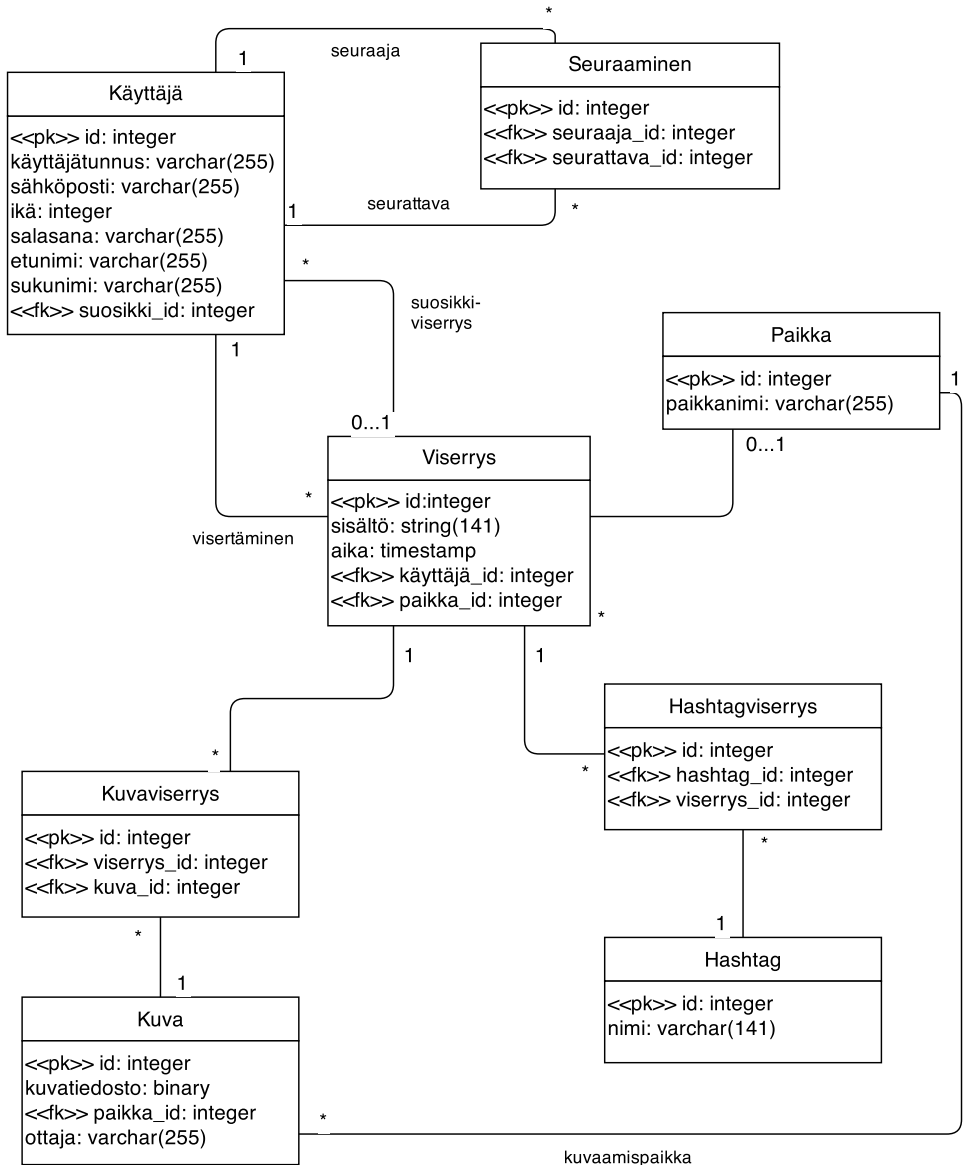 *
seuraaja
1
Seuraaminen
<<pk>> id: integer
<<fk>> seuraaja_id: integer
<<fk>> seurattava_id: integer
Käyttäjä
<<pk>> id: integer
käyttäjätunnus: varchar(255)
sähköposti: varchar(255)
ikä: integer
salasana: varchar(255)
etunimi: varchar(255)
sukunimi: varchar(255)
<<fk>> suosikki_id: integer
1
seurattava
*
*
suosikki-
viserrys
1
0...1
Paikka
<<pk>> id: integer
paikkanimi: varchar(255)
1
0...1
Viserrys
<<pk>> id:integer
sisältö: string(141)
aika: timestamp
<<fk>> käyttäjä_id: integer
<<fk>> paikka_id: integer
*
visertäminen
*
1
1
*
*
Hashtagviserrys
<<pk>> id: integer
<<fk>> hashtag_id: integer
<<fk>> viserrys_id: integer
Kuvaviserrys
<<pk>> id: integer
<<fk>> viserrys_id: integer
<<fk>> kuva_id: integer
*
1
*
1
Hashtag
<<pk>> id: integer
nimi: varchar(141)
Kuva
<<pk>> id: integer
kuvatiedosto: binary
<<fk>> paikka_id: integer
ottaja: varchar(255)
*
kuvaamispaikka